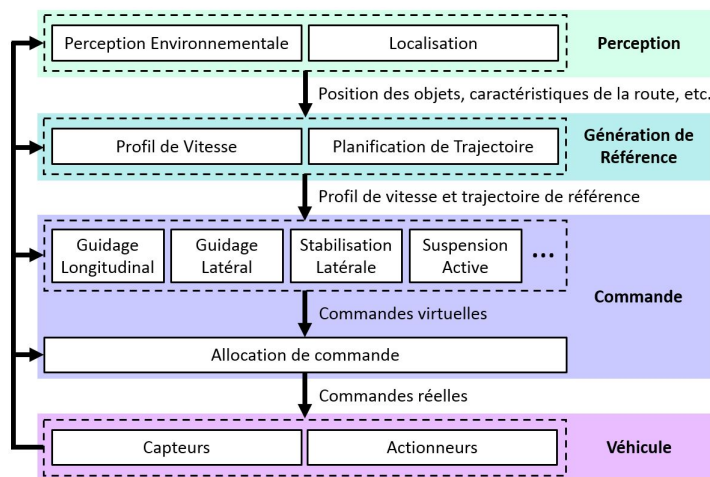 Perception Environnementale
Localisation
Perception
Position des objets, caractéristiques de la route, etc.
Profil de Vitesse
Planification de Trajectoire
Génération de
Référence
Profil de vitesse et trajectoire de référence
Guidage
Longitudinal
Guidage
Latéral
Stabilisation
Latérale
Suspension
Active
...
Commande
Commandes virtuelles
Allocation de commande
Commandes réelles
Capteurs
Actionneurs
Véhicule